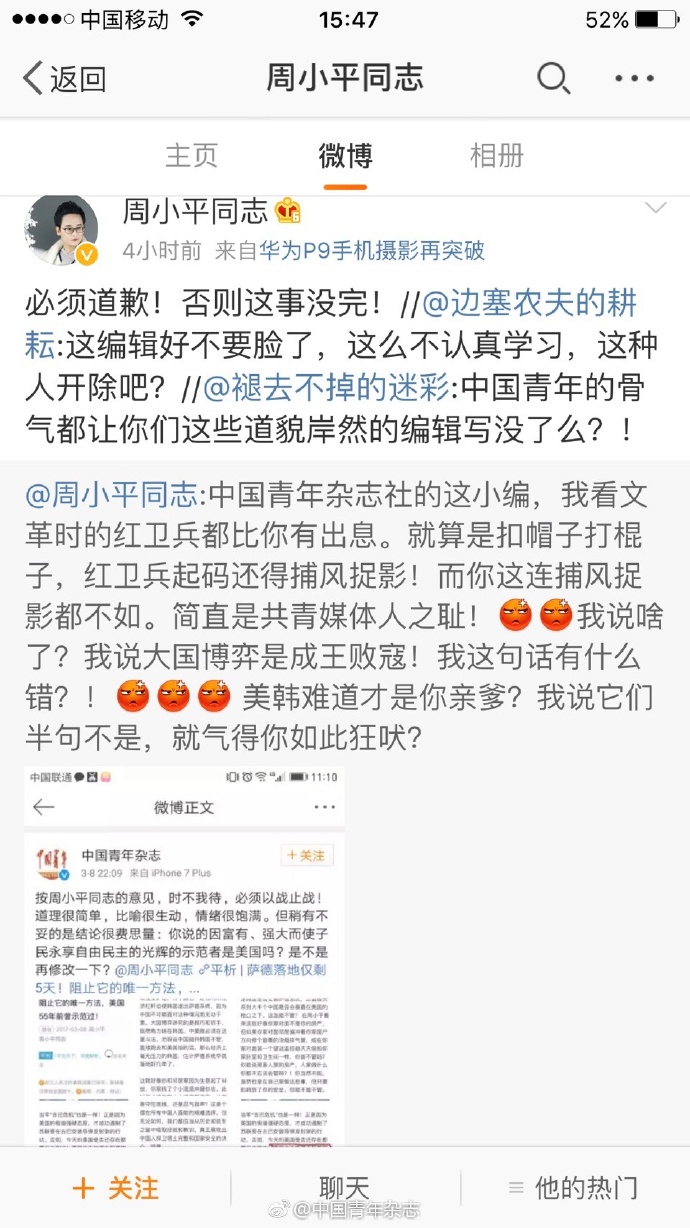 中国移动 15:47 52%
返回 周小平同志
主页 微博 相册
周小平同志
4小时前 来自华为P9手机摄影再突破
必须道歉！否则这事没完！//@边塞农夫的耕
耘:这编辑好不要脸了，这么不认真学习，这种
人开除吧？//@褪去不掉的迷彩:中国青年的骨
气都让你们这些道貌岸然的编辑写没了么？！
@周小平同志:中国青年杂志社的这小编，我看文
革时的红卫兵都比你有出息。就算是扣帽子打棍
子，红卫兵起码还得捕风捉影！而你这连捕风捉
影都不如。简直是共青媒体人之耻！我说啥
了？我说大国博弈是成王败寇！我这句话有什么
错？！美韩难道才是你亲爹？我说它们
半句不是，就气得你如此狂吠？
中国联通 11:10
微博正文
中国青年杂志
+关注
3-8 22:09 来自 iPhone 7 Plus
按周小平同志的意见，时不我待，必须以战止战！
道理很简单，比喻很生动，情绪很饱满。但稍有不
妥的是结论很费思量：你说的因富有、强大而使子
民永享自由民主的光辉的示范者是美国吗？是不是
再修改一下？@周小平同志 平析 | 萨德落地仅剩
5天！阻止它的唯一方法，...
阻止它的唯一方法，美国
55年前曾示范过！
+ 关注 聊天 他的热门
@中国青年杂志